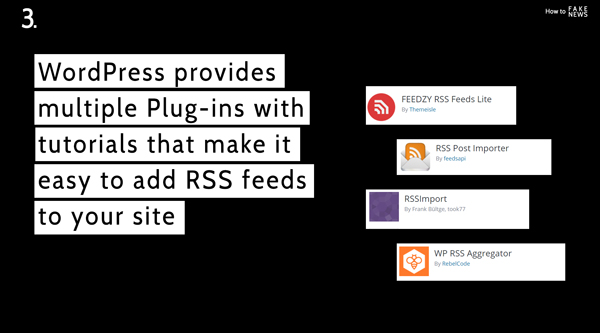 3.
How to FAKE
NEWS
WordPress provides
multiple Plug-ins with
tutorials that make it
easy to add RSS feeds
to your site
FEEDZY RSS Feeds Lite
By Themeisle
RSS Post Importer
By feedsapi
RSSImport
By Frank Bültge, took77
WP RSS Aggregator
By RebelCode